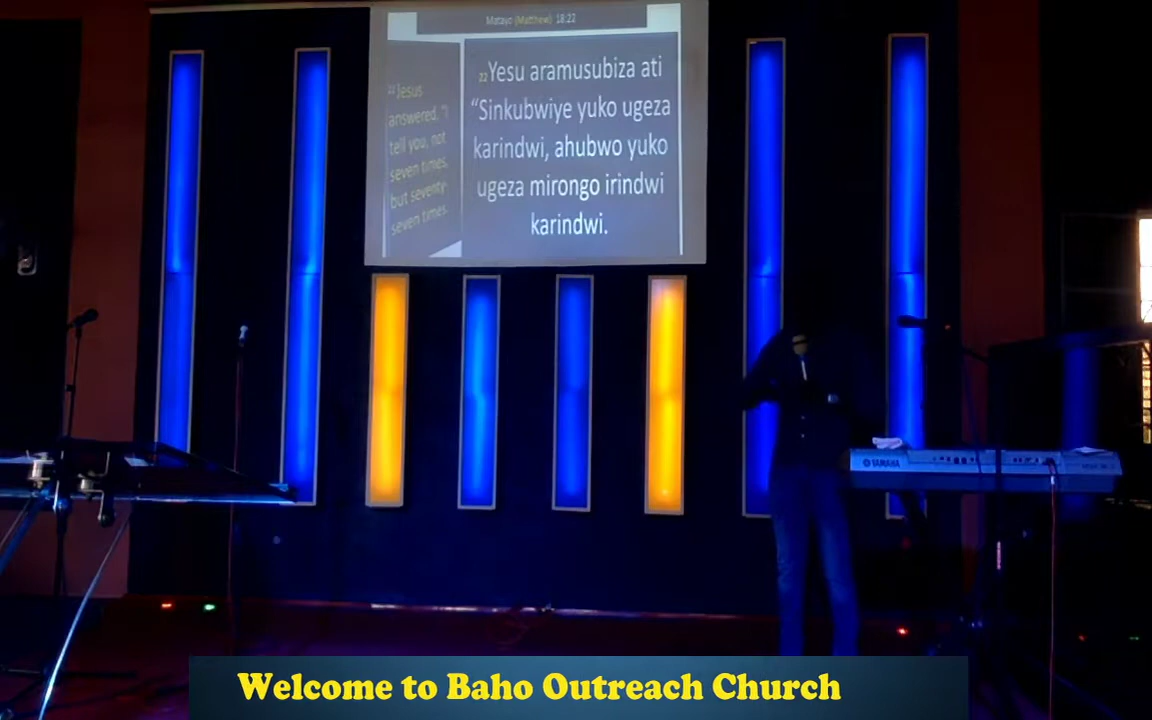 Matayo (Matthew) 18:22
22 Yesu aramusubiza ati
“Sinkubwiye yuko ugeza
karindwi, ahubwo yuko
ugeza mirongo irindwi
karindwi.
22 Jesus
answered, "I
tell you, not
seven times,
but seventy-
seven times.
YAMAHA
Welcome to Baho Outreach Church